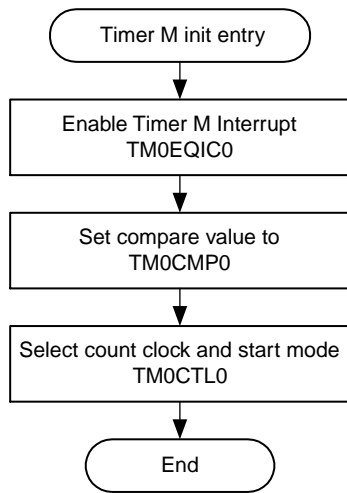 Timer M init entry
Enable Timer M Interrupt
TM0EQIC0
Set compare value to
TM0CMP0
Select count clock and start mode
TM0CTL0
End